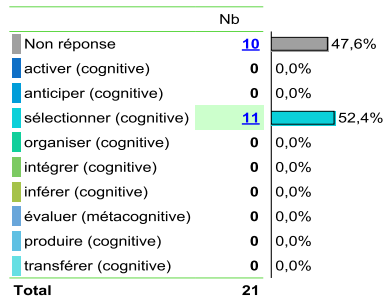 Nb
Non réponse 10 47,6%
activer (cognitive) 0 0,0%
anticiper (cognitive) 0 0,0%
sélectionner (cognitive) 11 52,4%
organiser (cognitive) 0 0,0%
intégrer (cognitive) 0 0,0%
inférer (cognitive) 0 0,0%
évaluer (métacognitive) 0 0,0%
produire (cognitive) 0 0,0%
transférer (cognitive) 0 0,0%
Total 21